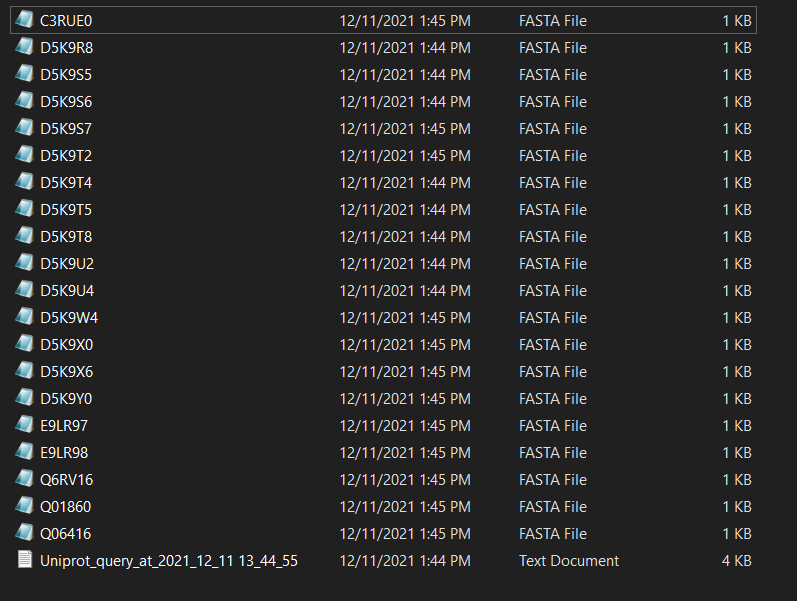 C3RUE0 12/11/2021 1:45 PM FASTA File 1 KB
D5K9R8 12/11/2021 1:44 PM FASTA File 1 KB
D5K9S5 12/11/2021 1:44 PM FASTA File 1 KB
D5K9S6 12/11/2021 1:44 PM FASTA File 1 KB
D5K9S7 12/11/2021 1:45 PM FASTA File 1 KB
D5K9T2 12/11/2021 1:45 PM FASTA File 1 KB
D5K9T4 12/11/2021 1:44 PM FASTA File 1 KB
D5K9T5 12/11/2021 1:44 PM FASTA File 1 KB
D5K9T8 12/11/2021 1:44 PM FASTA File 1 KB
D5K9U2 12/11/2021 1:44 PM FASTA File 1 KB
D5K9U4 12/11/2021 1:44 PM FASTA File 1 KB
D5K9W4 12/11/2021 1:45 PM FASTA File 1 KB
D5K9X0 12/11/2021 1:45 PM FASTA File 1 KB
D5K9X6 12/11/2021 1:45 PM FASTA File 1 KB
D5K9Y0 12/11/2021 1:45 PM FASTA File 1 KB
E9LR97 12/11/2021 1:45 PM FASTA File 1 KB
E9LR98 12/11/2021 1:45 PM FASTA File 1 KB
Q6RV16 12/11/2021 1:45 PM FASTA File 1 KB
Q01860 12/11/2021 1:45 PM FASTA File 1 KB
Q06416 12/11/2021 1:45 PM FASTA File 1 KB
Uniprot_query_at_2021_12_11 13_44_55 12/11/2021 1:44 PM Text Document 4 KB